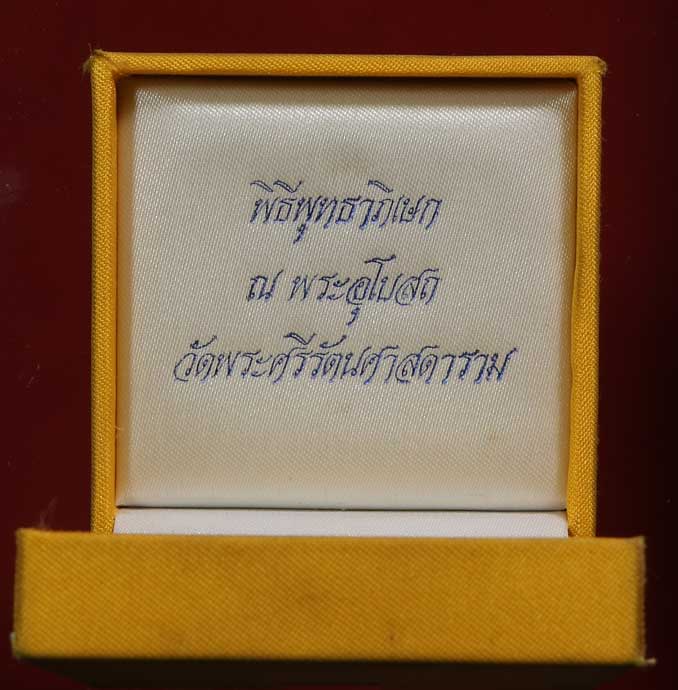 พิธีพุทธาภิเษก
ณ พระอุโบสถ
วัดพระศรีรัตนศาสดาราม